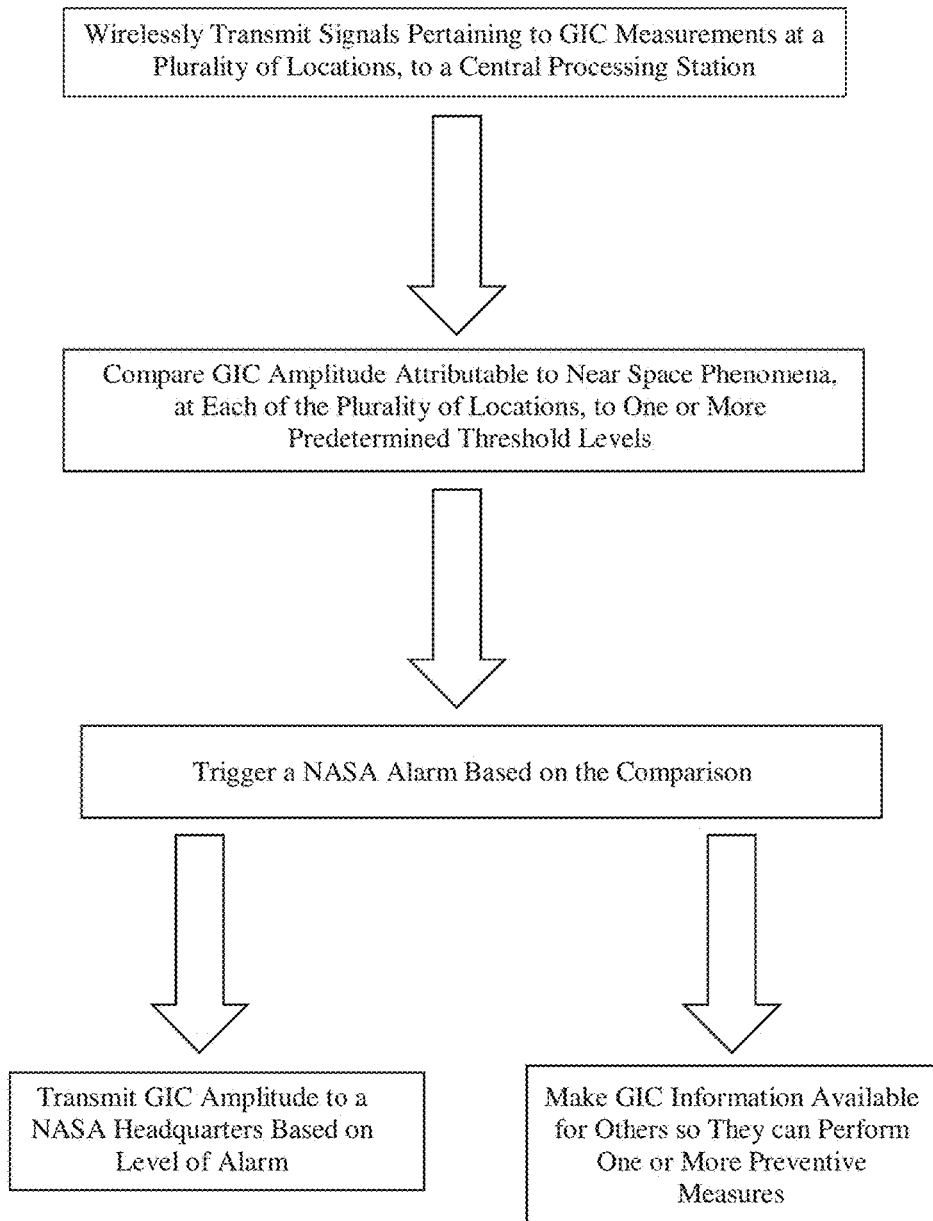 Wirelessly Transmit Signals Pertaining to GIC Measurements at a
Plurality of Locations, to a Central Processing Station
Compare GIC Amplitude Attributable to Near Space Phenomena,
at Each of the Plurality of Locations, to One or More
Predetermined Threshold Levels
Trigger a NASA Alarm Based on the Comparison
Transmit GIC Amplitude to a
NASA Headquarters Based on
Level of Alarm
Make GIC Information Available
for Others so They can Perform
One or More Preventive
Measures